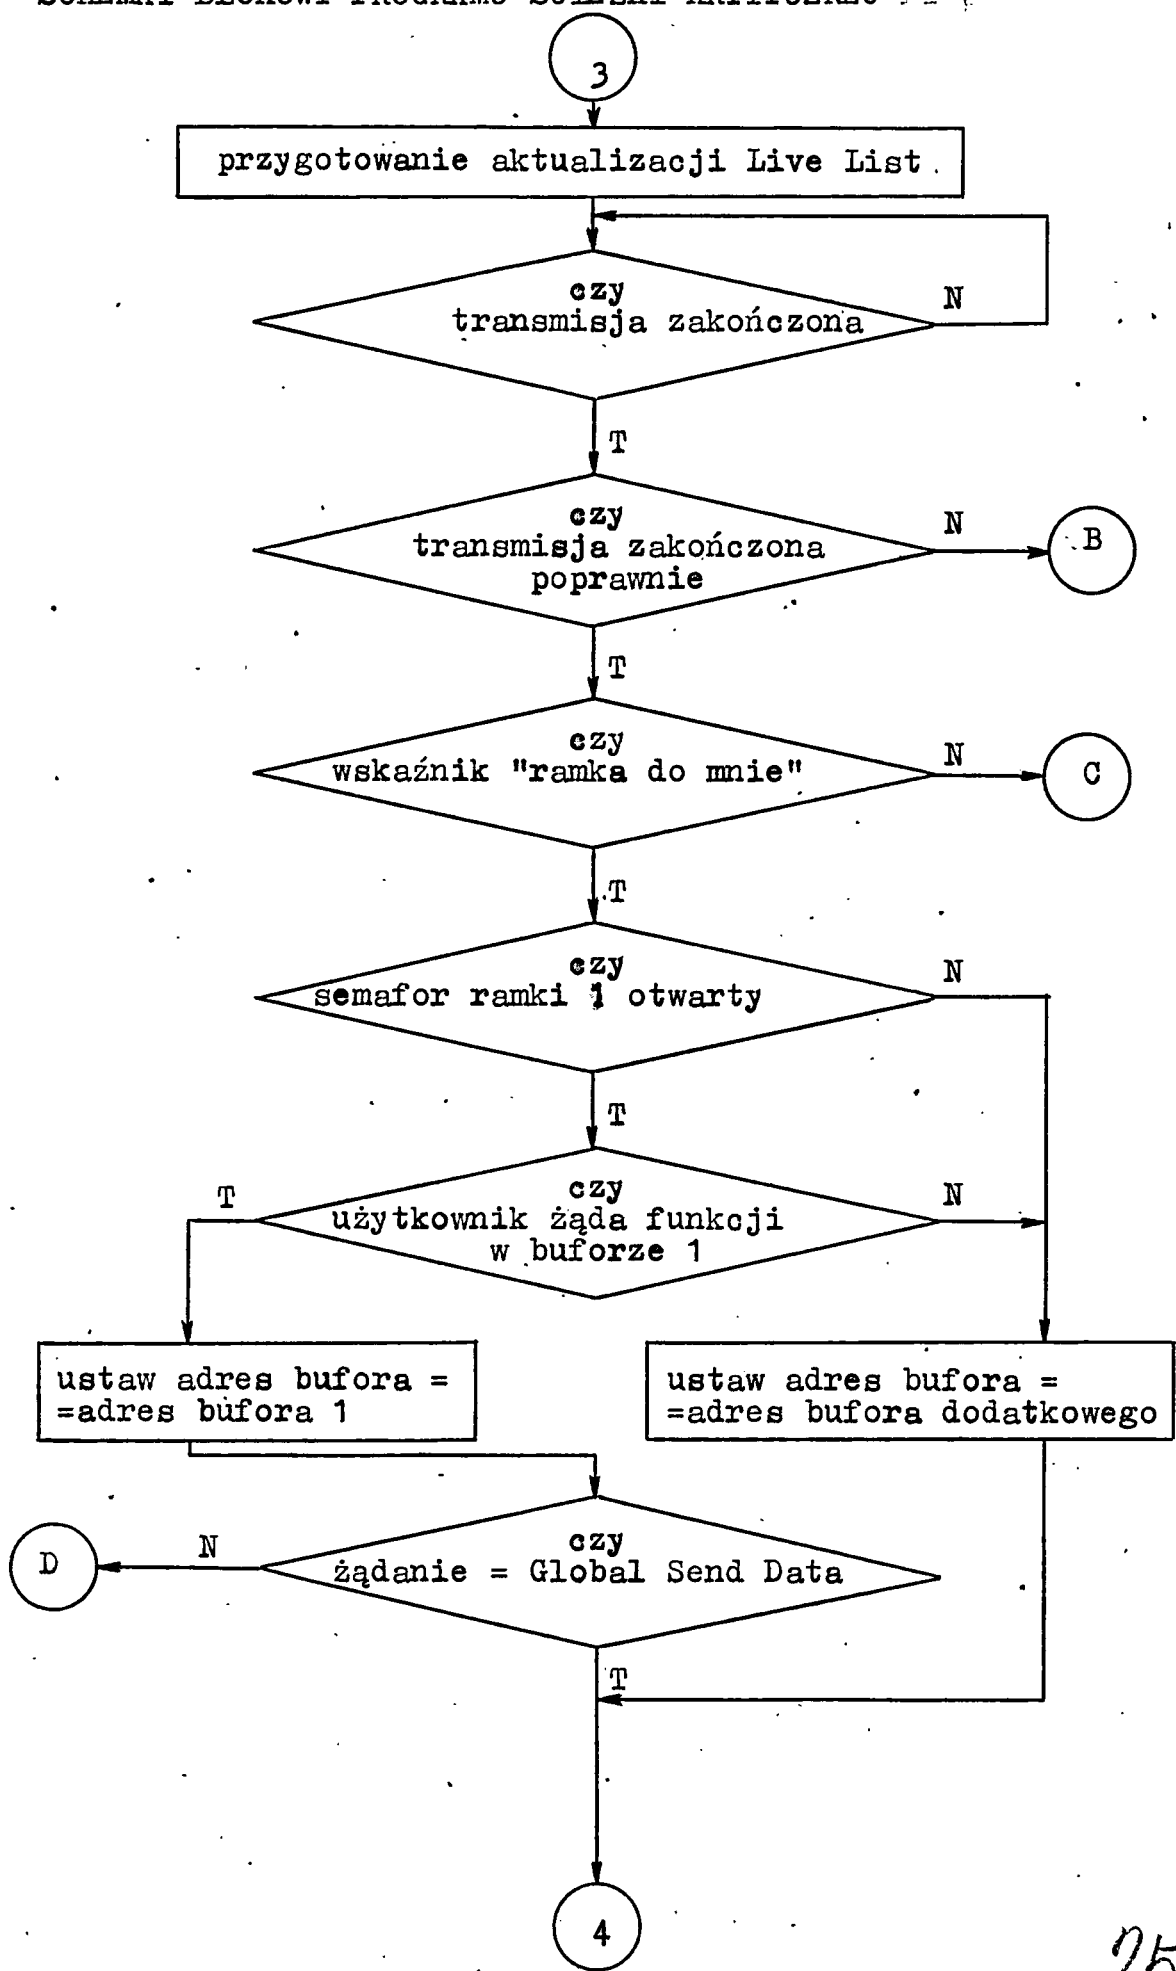 3
przygotowanie aktualizacji Live List
czy
transmisja zakończona
N
T
czy
transmisja zakończona
poprawnie
N
B
T
czy
wskaźnik "ramka do mnie"
N
C
T
czy
semafor ramki 1 otwarty
N
T
czy
użytkownik żąda funkcji
w buforze 1
T
N
ustaw adres bufora =
=adres bufora 1
ustaw adres bufora =
=adres bufora dodatkowego
czy
żądanie = Global Send Data
N
D
T
4